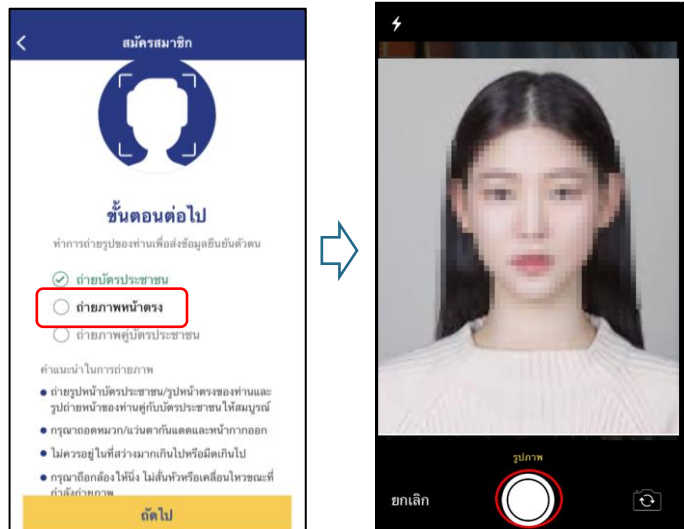 สมัครสมาชิก
ขั้นตอนต่อไป
ทำการถ่ายรูปของท่านเพื่อส่งข้อมูลยืนยันตัวตน
ถ่ายบัตรประชาชน
ถ่ายภาพหน้าตรง
ถ่ายภาพคู่บัตรประชาชน
คำแนะนำในการถ่ายภาพ
ถ่ายรูปหน้าบัตรประชาชน/รูปหน้าตรงของท่านและ
รูปถ่ายหน้าของท่านคู่กับบัตรประชาชนให้สมบูรณ์
กรุณาถอดหมวก/แว่นตากันแดดและหน้ากากออก
ไม่ควรอยู่ในที่สว่างมากเกินไปหรือมืดเกินไป
กรุณาถือกล้องให้นิ่ง ไม่สั่นหัวหรือเคลื่อนไหวขณะที่
กำลังถ่ายภาพ
ถัดไป
รูปภาพ
ยกเลิก